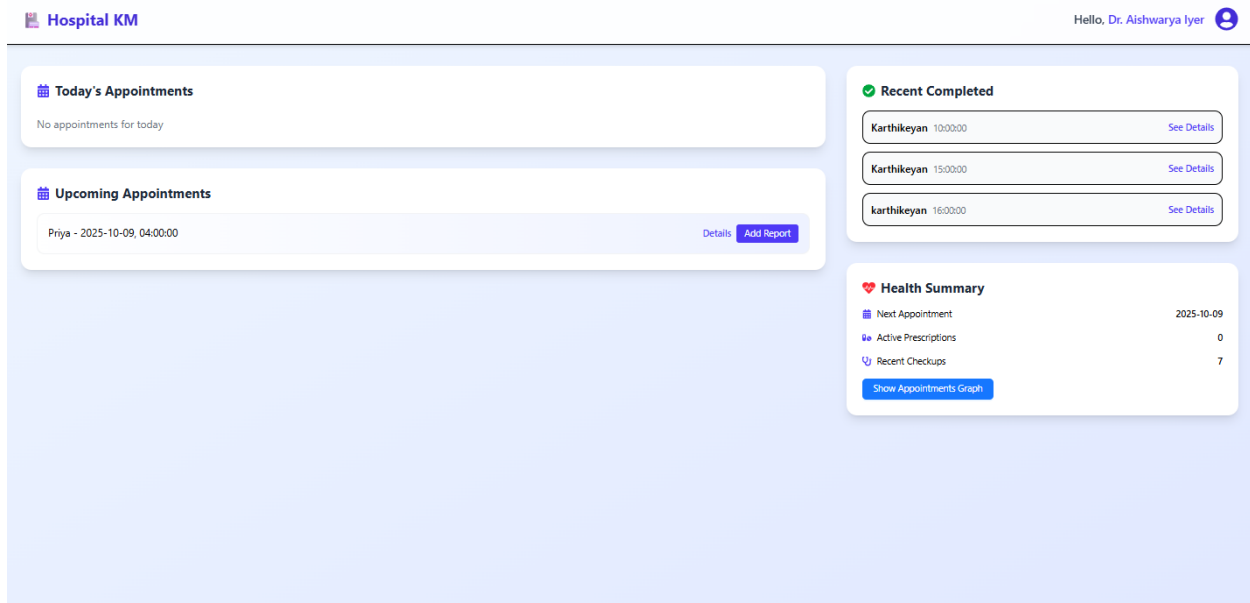 Hospital KM
Hello, Dr. Aishwarya Iyer
Today's Appointments
No appointments for today
Upcoming Appointments
Priya - 2025-10-09, 04:00:00 Details Add Report
Recent Completed
Karthikeyan 10:00:00 See Details
Karthikeyan 15:00:00 See Details
karthikeyan 16:00:00 See Details
Health Summary
Next Appointment 2025-10-09
Active Prescriptions 0
Recent Checkups 7
Show Appointments Graph